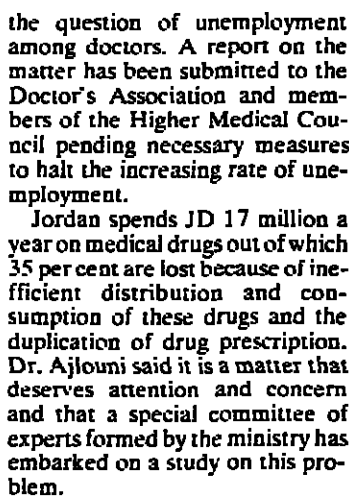 the question of unemployment
among doctors. A report on the
matter has been submitted to the
Doctor's Association and mem-
bers of the Higher Medical Cou-
ncil pending necessary measures
to halt the increasing rate of une-
mployment.
Jordan spends JD 17 million a
year on medical drugs out of which
35 per cent are lost because of ine-
fficient distribution and con-
sumption of these drugs and the
duplication of drug prescription.
Dr. Ajlouni said it is a matter that
deserves attention and concern
and that a special committee of
experts formed by the ministry has
embarked on a study on this pro-
blem.